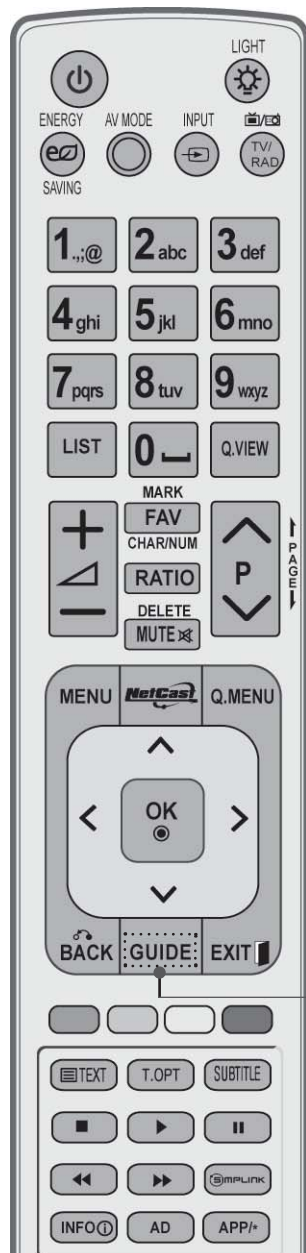 LIGHT
ENERGY AV MODE INPUT
TV/
RAD
SAVING
1.,;@ 2abc 3def
4ghi 5jkl 6mno
7pqrs 8tuv 9wxyz
LIST 0 Q.VIEW
MARK
FAV
CHAR/NUM
RATIO
P
PAGE
DELETE
MUTE
MENU NetCast Q.MENU
OK
BACK GUIDE EXIT
TEXT T.OPT SUBTITLE
SIMPLINK
INFO AD APP/*